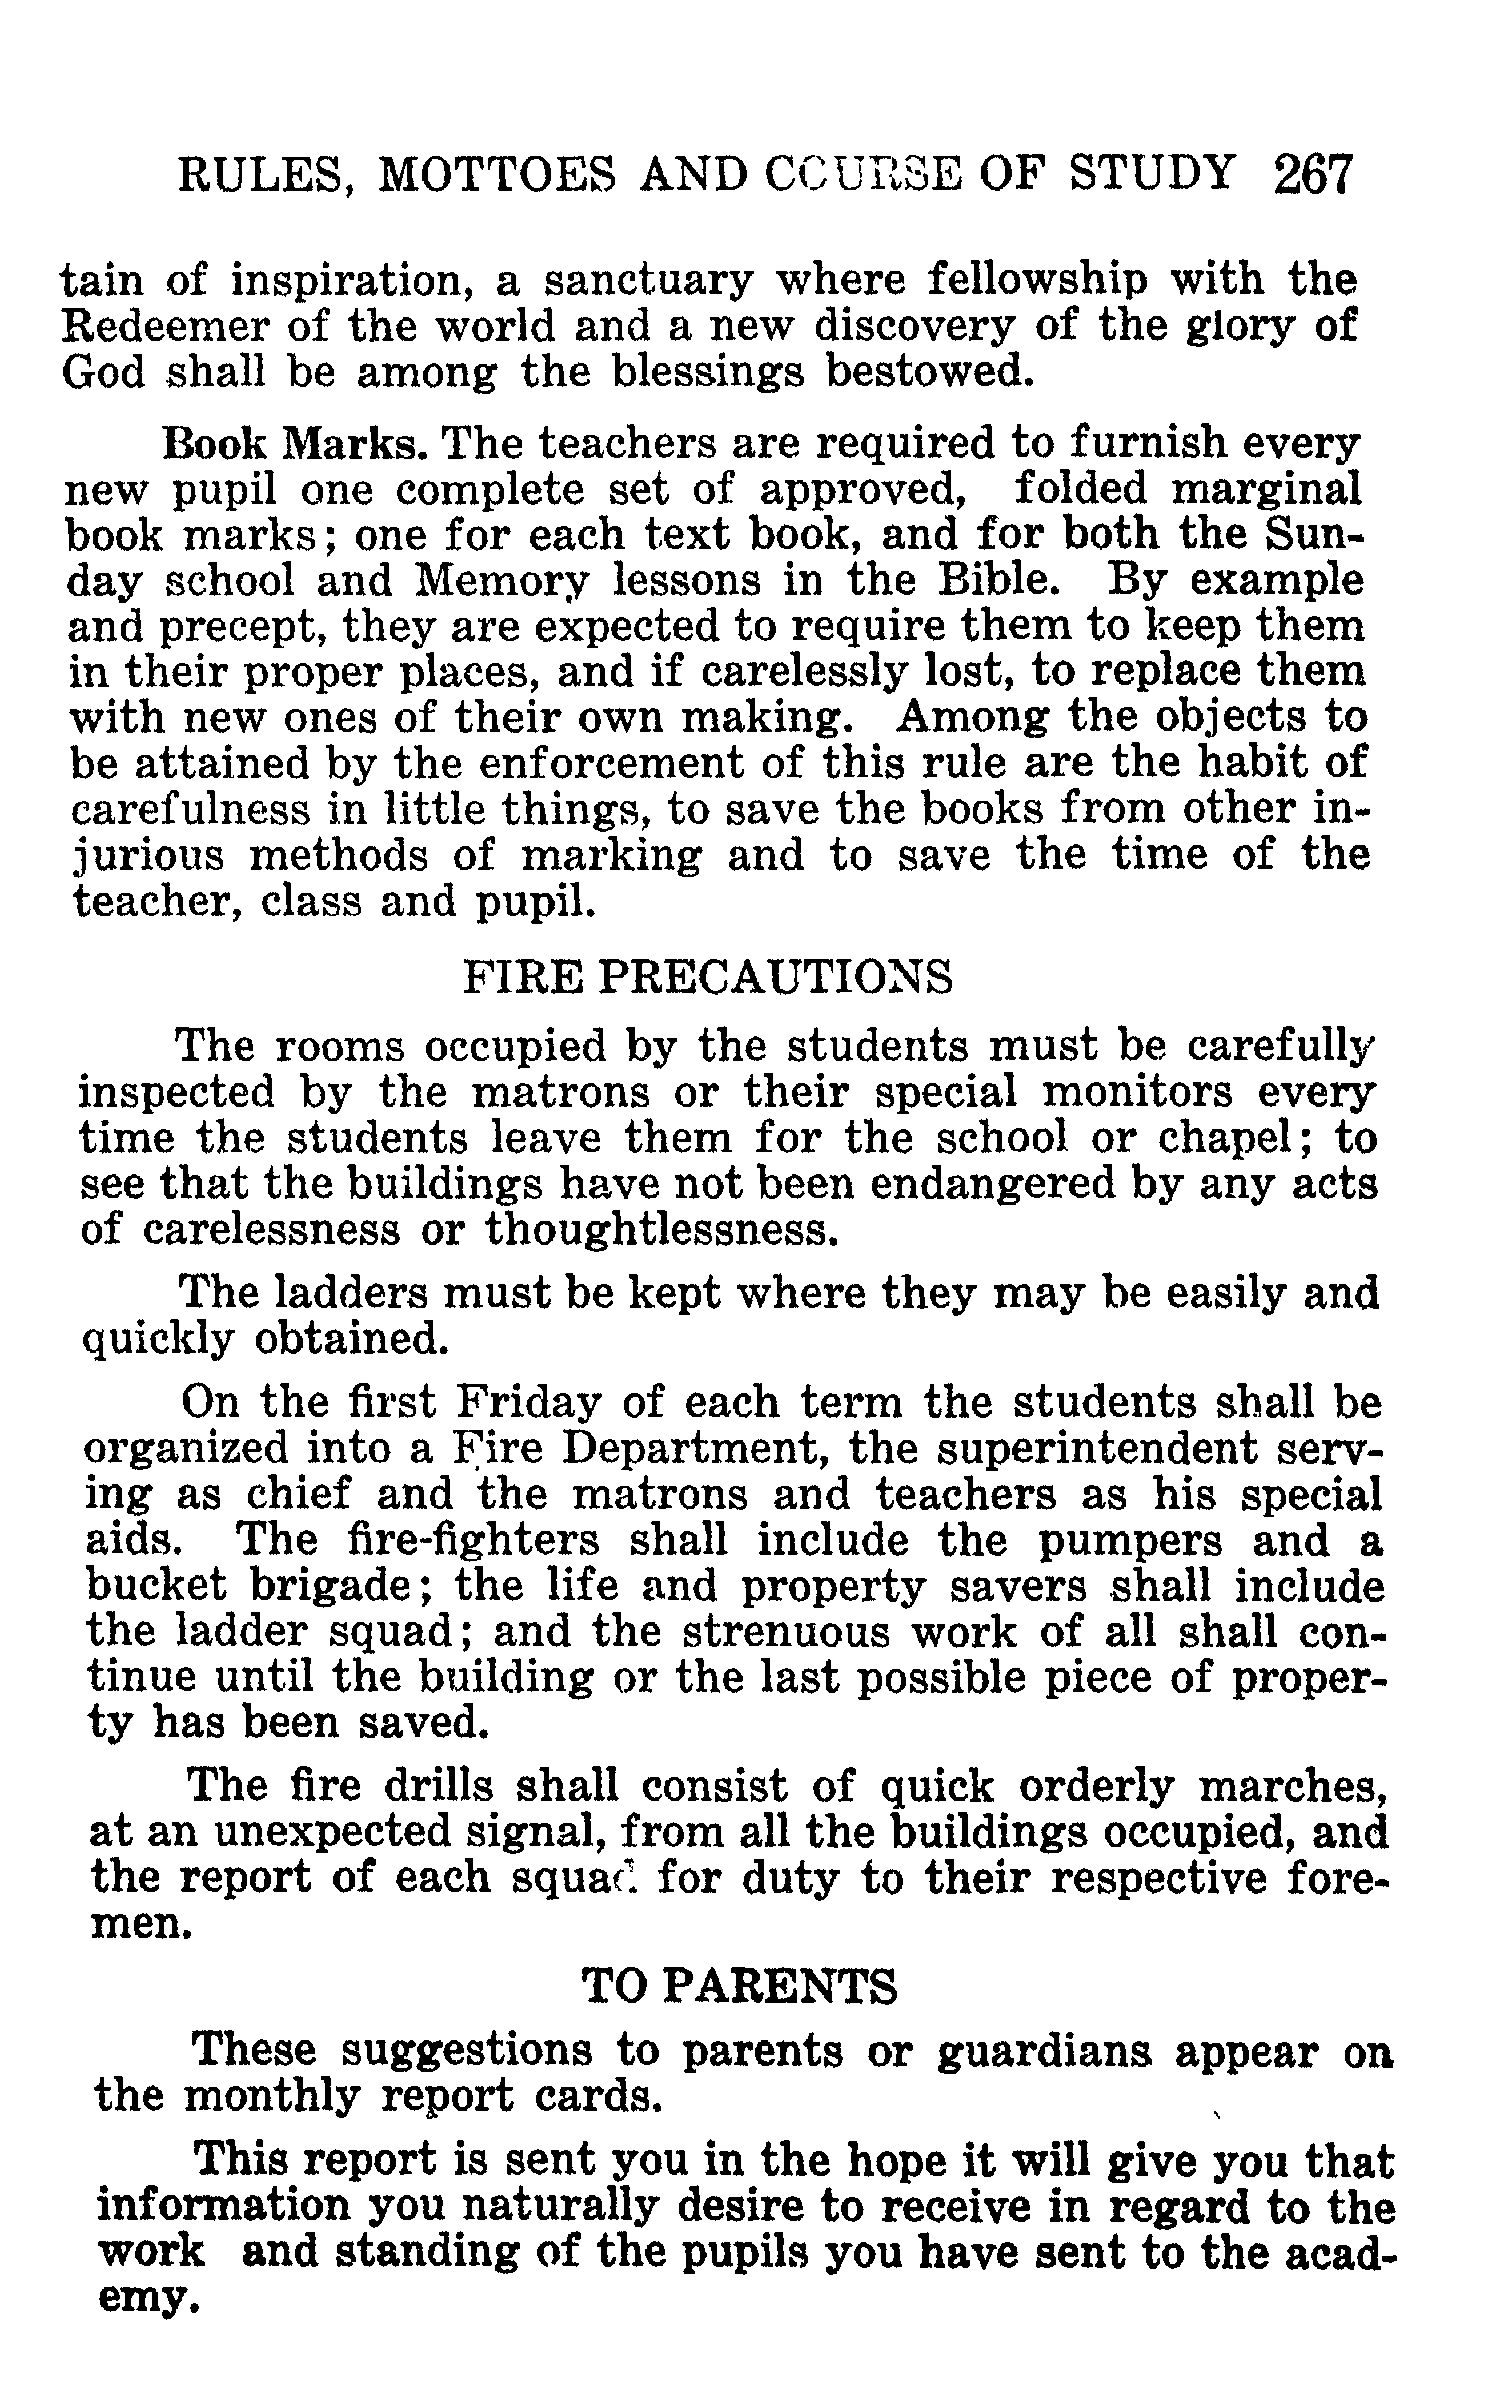 RULES, MOTTOES AND COURSE OF STUDY 267
tain of inspiration, a sanctuary where fellowship with the
Redeemer of the world and a new discovery of the glory of
God shall be among the blessings bestowed.
Book Marks. The teachers are required to furnish every
new pupil one complete set of approved, folded marginal
book marks; one for each text book, and for both the Sun-
day school and Memory lessons in the Bible. By example
and precept, they are expected to require them to keep them
in their proper places, and if carelessly lost, to replace them
with new ones of their own making. Among the objects to
be attained by the enforcement of this rule are the habit of
carefulness in little things, to save the books from other in-
jurious methods of marking and to save the time of the
teacher, class and pupil.
FIRE PRECAUTIONS
The rooms occupied by the students must be carefully
inspected by the matrons or their special monitors every
time the students leave them for the school or chapel; to
see that the buildings have not been endangered by any acts
of carelessness or thoughtlessness.
The ladders must be kept where they may be easily and
quickly obtained.
On the first Friday of each term the students shall be
organized into a Fire Department, the superintendent serv-
ing as chief and the matrons and teachers as his special
aids. The fire-fighters shall include the pumpers and a
bucket brigade; the life and property savers shall include
the ladder squad; and the strenuous work of all shall con-
tinue until the building or the last possible piece of proper-
ty has been saved.
The fire drills shall consist of quick orderly marches,
at an unexpected signal, from all the buildings occupied, and
the report of each squad for duty to their respective fore-
men.
TO PARENTS
These suggestions to parents or guardians appear on
the monthly report cards.
This report is sent you in the hope it will give you that
information you naturally desire to receive in regard to the
work and standing of the pupils you have sent to the acad-
emy.